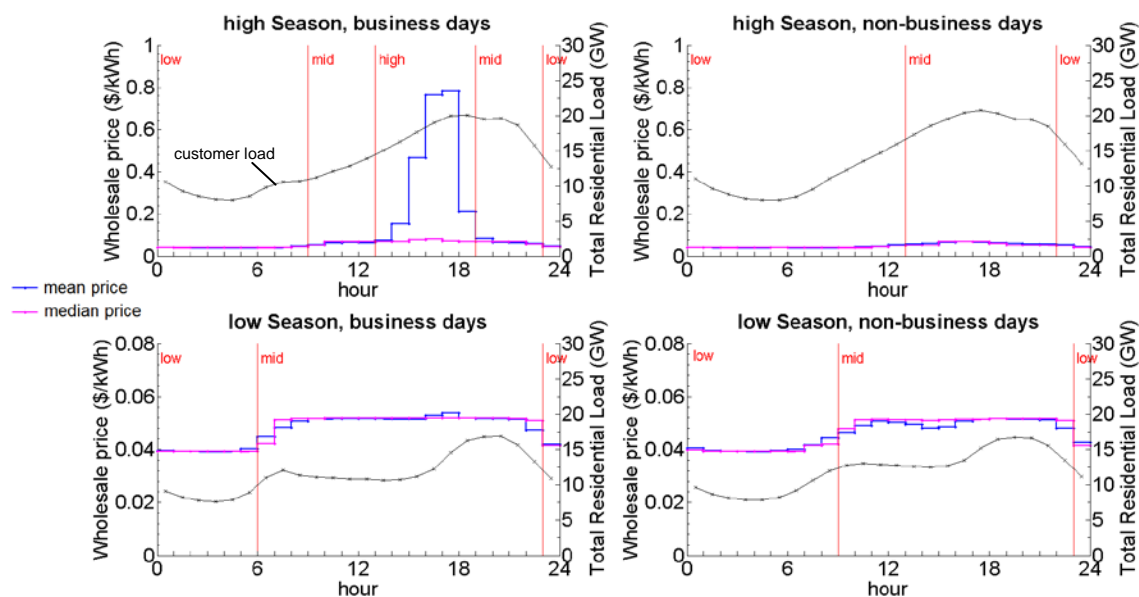 high Season, business days
Wholesale price ($/kWh)
1
0.8
0.6
0.4
0.2
0
low
mid
high
mid
low
customer load
30
25
20
15
10
5
0
Total Residential Load (GW)
0
6
12
18
24
hour
high Season, non-business days
Wholesale price ($/kWh)
1
0.8
0.6
0.4
0.2
0
low
mid
low
30
25
20
15
10
5
0
Total Residential Load (GW)
0
6
12
18
24
hour
mean price
median price
low Season, business days
Wholesale price ($/kWh)
0.08
0.06
0.04
0.02
0
low
mid
low
30
25
20
15
10
5
0
Total Residential Load (GW)
0
6
12
18
24
hour
low Season, non-business days
Wholesale price ($/kWh)
0.08
0.06
0.04
0.02
0
low
mid
low
30
25
20
15
10
5
0
Total Residential Load (GW)
0
6
12
18
24
hour